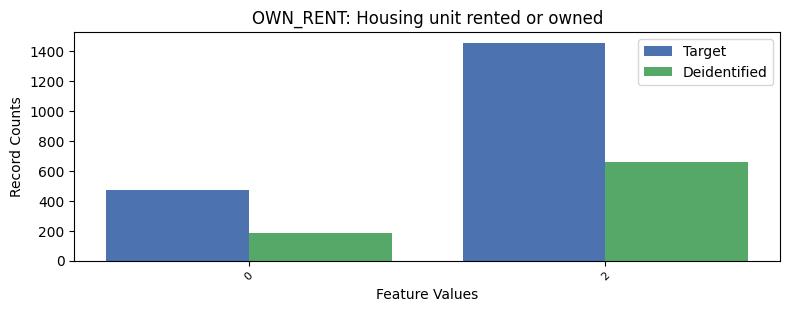 OWN_RENT: Housing unit rented or owned
Target
Deidentified
Record Counts
1400
1200
1000
800
600
400
200
0
0
2
Feature Values